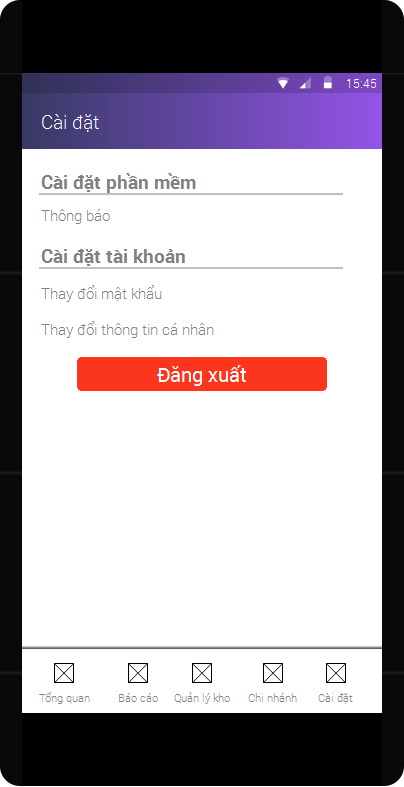 15:45
Cài đặt
Cài đặt phần mềm
Thông báo
Cài đặt tài khoản
Thay đổi mật khẩu
Thay đổi thông tin cá nhân
Đăng xuất
Tổng quan Báo cáo Quản lý kho Chi nhánh Cài đặt